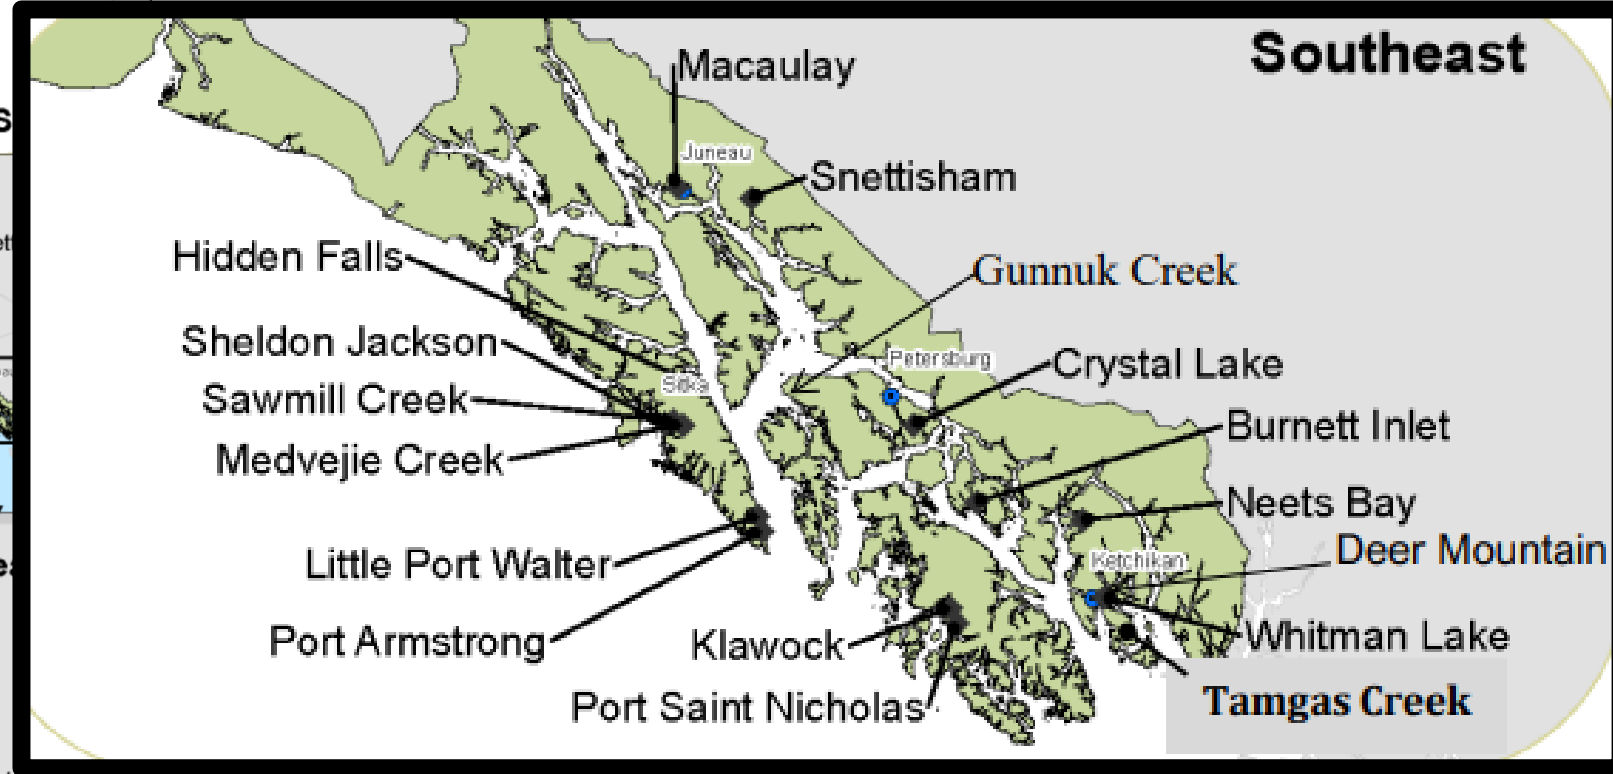 Southeast
Macaulay
Juneau
Snettisham
Hidden Falls
Gunnuk Creek
Sheldon Jackson
Petersburg
Crystal Lake
Sitka
Sawmill Creek
Burnett Inlet
Medvejie Creek
Neets Bay
Deer Mountain
Ketchikan
Little Port Walter
Whitman Lake
Port Armstrong
Klawock
Tamgas Creek
Port Saint Nicholas